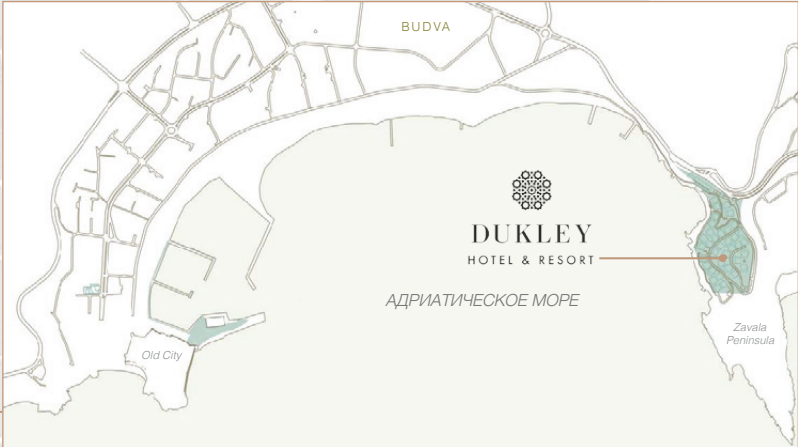 BUDVA
DUKLEY
HOTEL & RESORT
АДРИАТИЧЕСКОЕ МОРЕ
Zavala
Peninsula
Old City